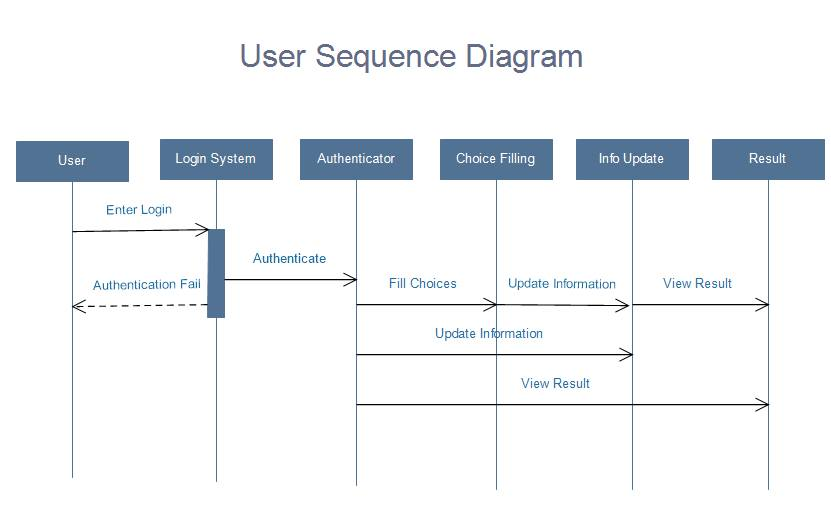 User Sequence Diagram
User
Login System
Authenticator
Choice Filling
Info Update
Result
Enter Login
Authenticate
Authentication Fail
Fill Choices
Update Information
View Result
Update Information
View Result